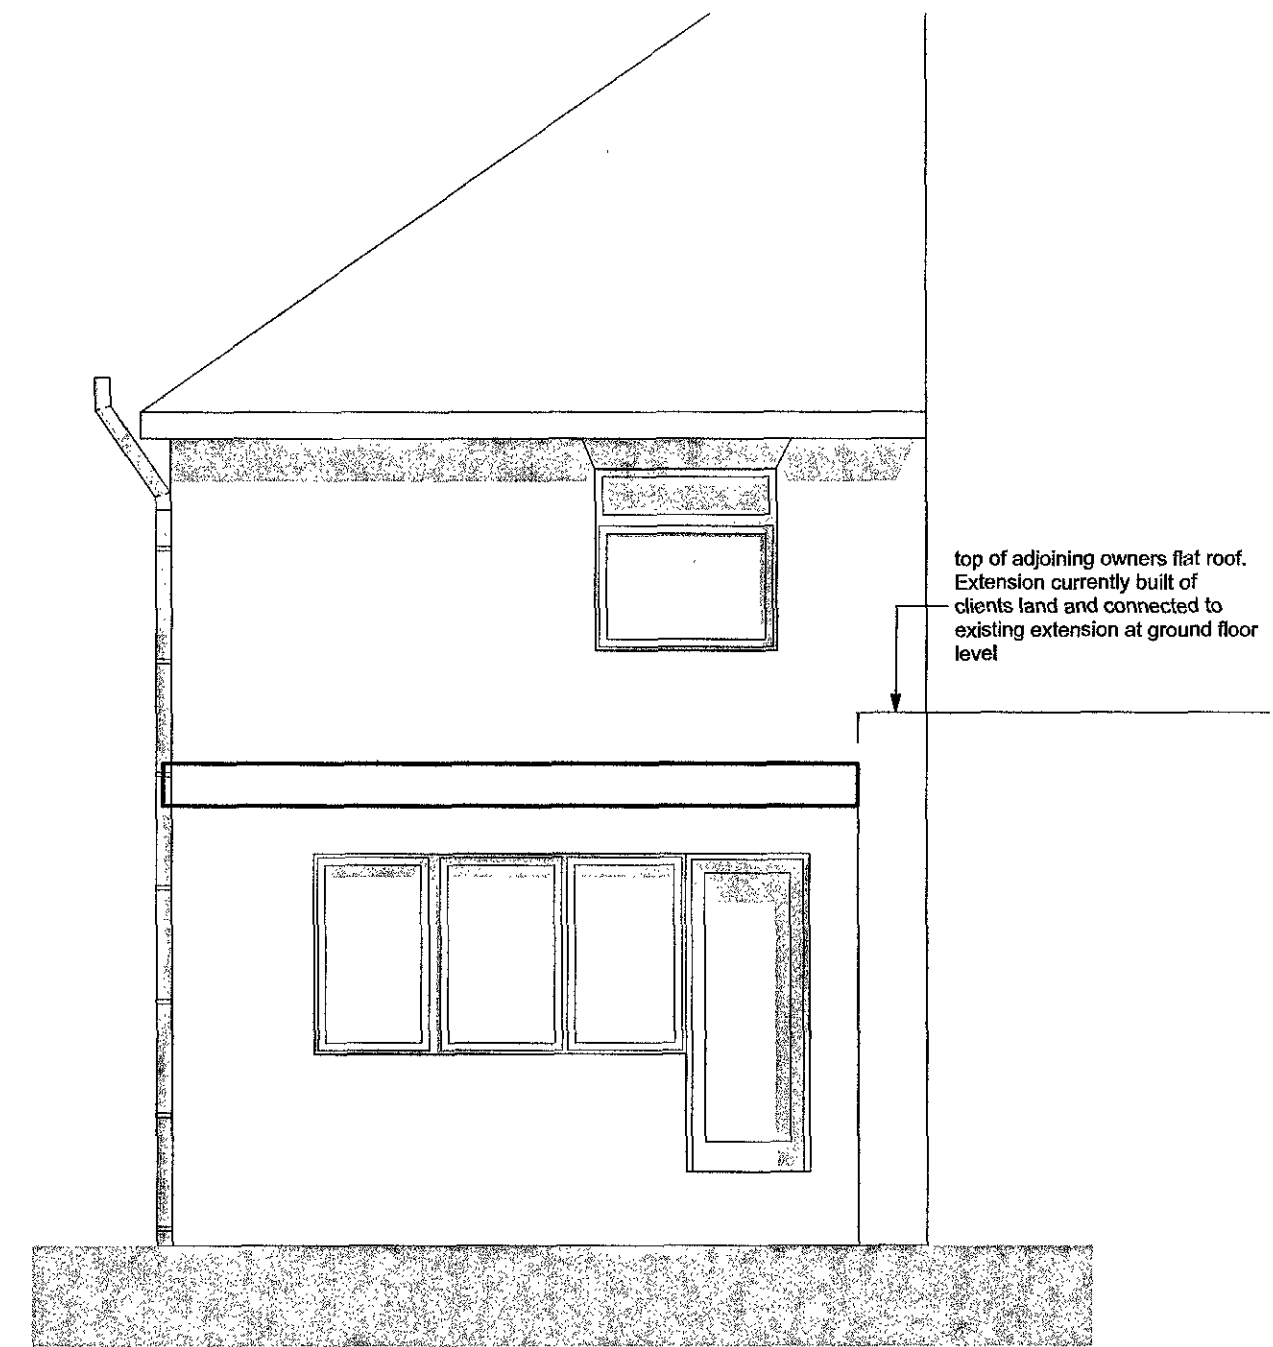 top of adjoining owners flat roof.
Extension currently built of
clients land and connected to
existing extension at ground floor
level